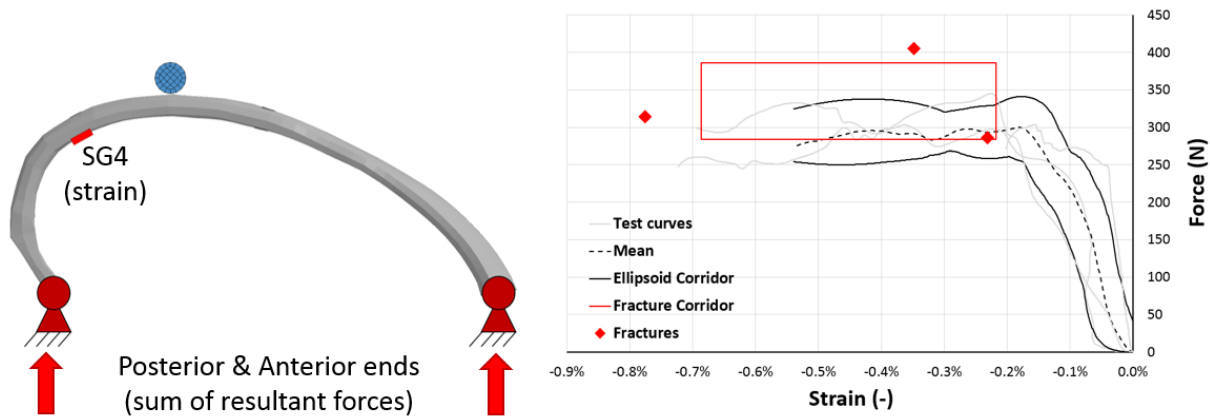 SG4
(strain)
Posterior & Anterior ends
(sum of resultant forces)
450
400
350
300
250
200
150
100
50
0
Force (N)
Test curves
Mean
Ellipsoid Corridor
Fracture Corridor
Fractures
-0.9% -0.8% -0.7% -0.6% -0.5% -0.4% -0.3% -0.2% -0.1% 0.0%
Strain (-)